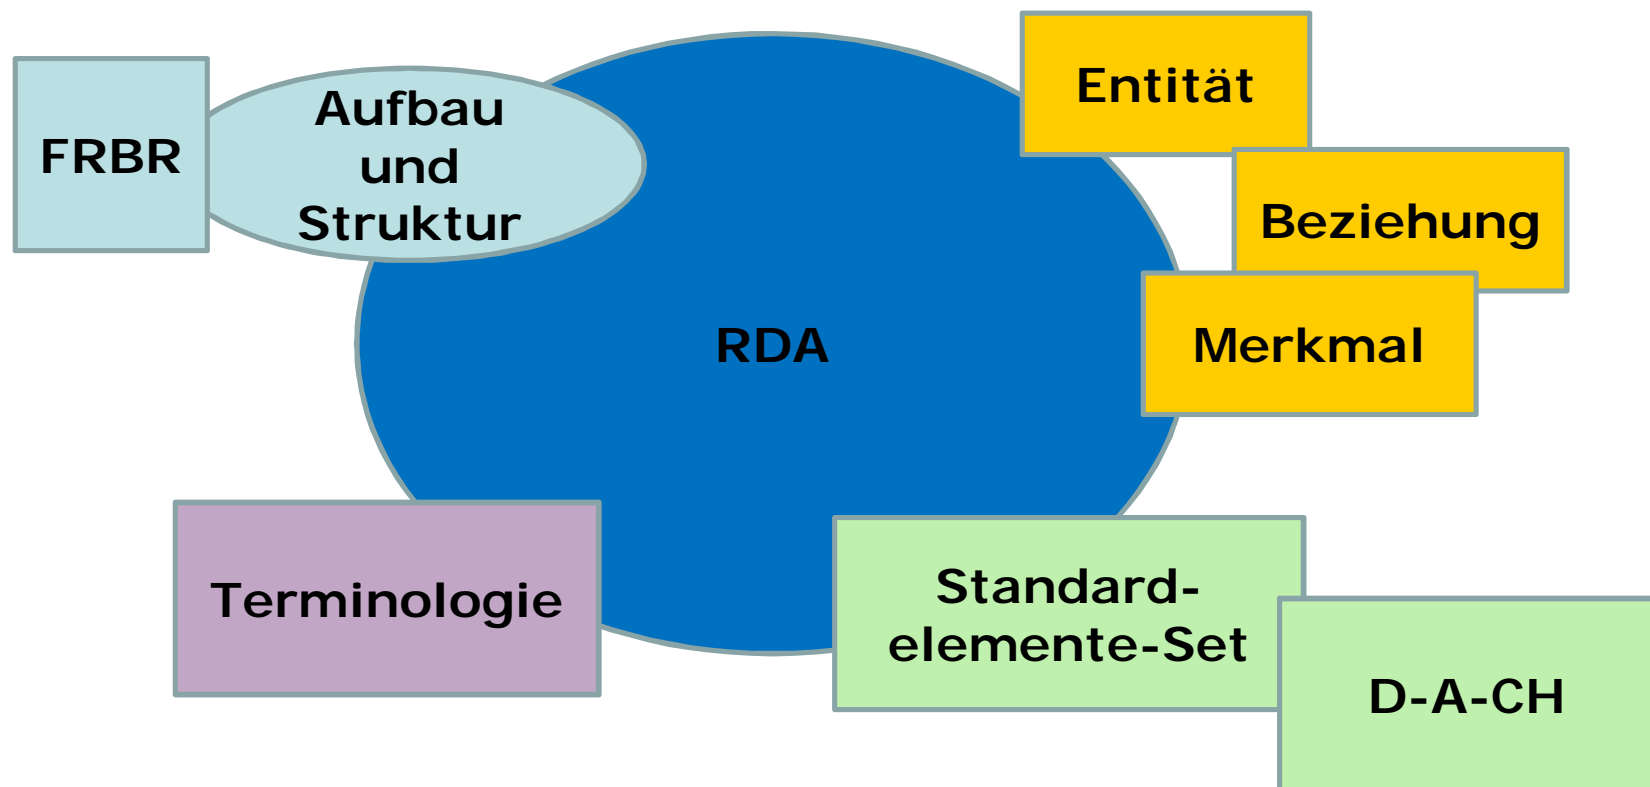 FRBR
Aufbau
und
Struktur
RDA
Entität
Beziehung
Merkmal
Terminologie
Standard-
elemente-Set
D-A-CH